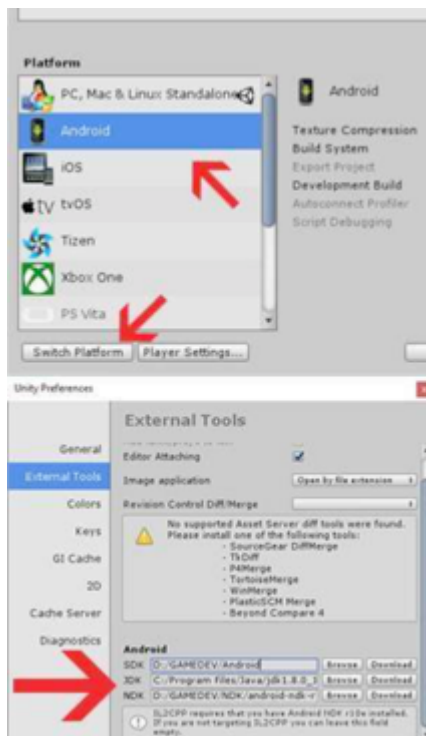 Platform
PC, Mac & Linux Standalone
Android
iOS
tvOS
Tizen
Xbox One
PS Vita
Switch Platform
Player Settings...
Android
Texture Compression
Build System
Export Project
Development Build
Autoconnect Profiler
Script Debugging
Unity Preferences
General
External Tools
Colors
Keys
GI Cache
2D
Cache Server
Diagnostics
External Tools
Editor Attaching
Image application
Open by file extension
Revision Control Diff/Merge
No supported Asset Server diff tools were found.
Please install one of the following tools:
- SourceGear DiffMerge
- TkDiff
- P4Merge
- TortoiseMerge
- WinMerge
- PlasticSCM Merge
- Beyond Compare 4
Android
SDK D:/GAMEDEV/Android Browse Download
JDK C:/Program Files/Java/jdk1.8.0_1 Browse Download
NDK D:/GAMEDEV/NDK/android-ndk-r Browse Download
IL2CPP requires that you have Android NDK r10e installed.
If you are not targeting IL2CPP you can leave this field
empty.